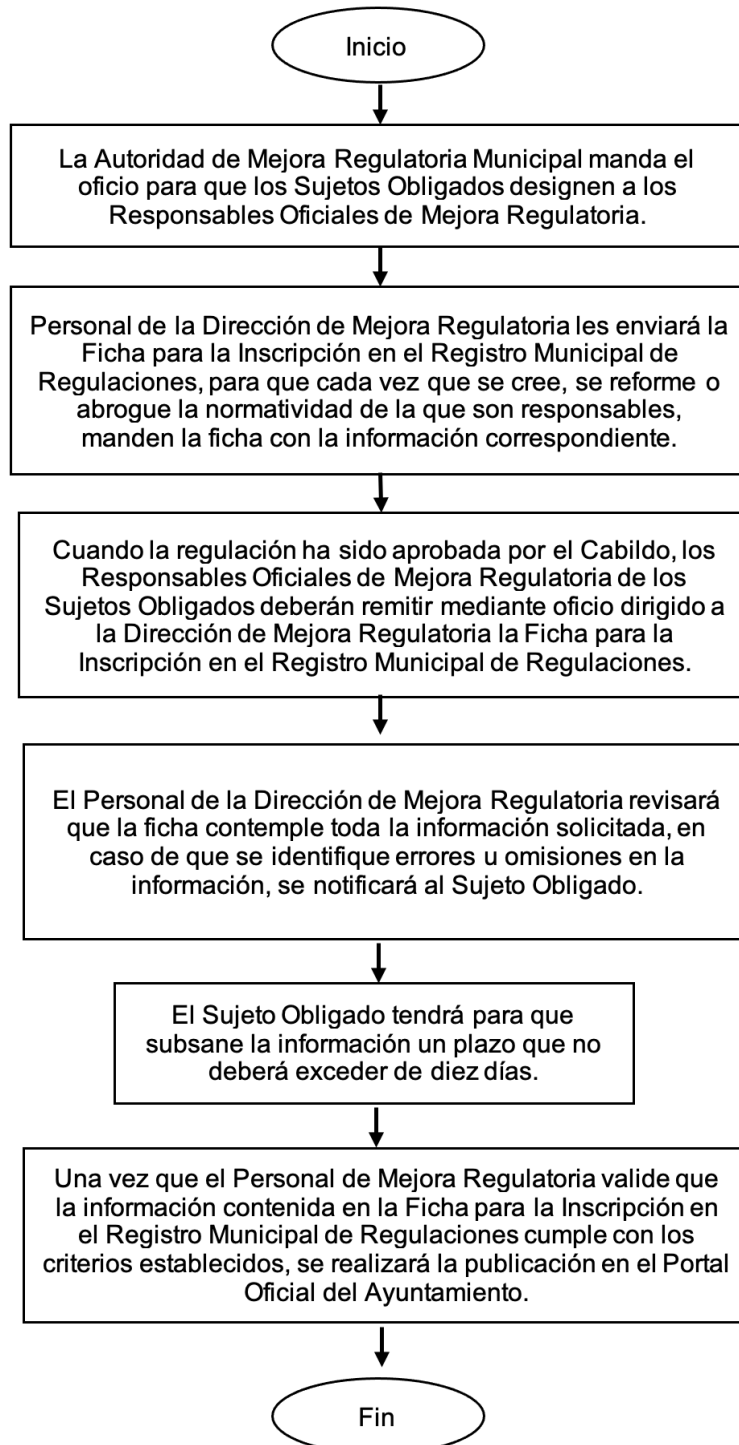 Inicio
La Autoridad de Mejora Regulatoria Municipal manda el
oficio para que los Sujetos Obligados designen a los
Responsables Oficiales de Mejora Regulatoria.
Personal de la Dirección de Mejora Regulatoria les enviará la
Ficha para la Inscripción en el Registro Municipal de
Regulaciones, para que cada vez que se cree, se reforme o
abrogue la normatividad de la que son responsables,
manden la ficha con la información correspondiente.
Cuando la regulación ha sido aprobada por el Cabildo, los
Responsables Oficiales de Mejora Regulatoria de los
Sujetos Obligados deberán remitir mediante oficio dirigido a
la Dirección de Mejora Regulatoria la Ficha para la
Inscripción en el Registro Municipal de Regulaciones.
El Personal de la Dirección de Mejora Regulatoria revisará
que la ficha contemple toda la información solicitada, en
caso de que se identifique errores u omisiones en la
información, se notificará al Sujeto Obligado.
El Sujeto Obligado tendrá para que
subsane la información un plazo que no
deberá exceder de diez días.
Una vez que el Personal de Mejora Regulatoria valide que
la información contenida en la Ficha para la Inscripción en
el Registro Municipal de Regulaciones cumple con los
criterios establecidos, se realizará la publicación en el Portal
Oficial del Ayuntamiento.
Fin